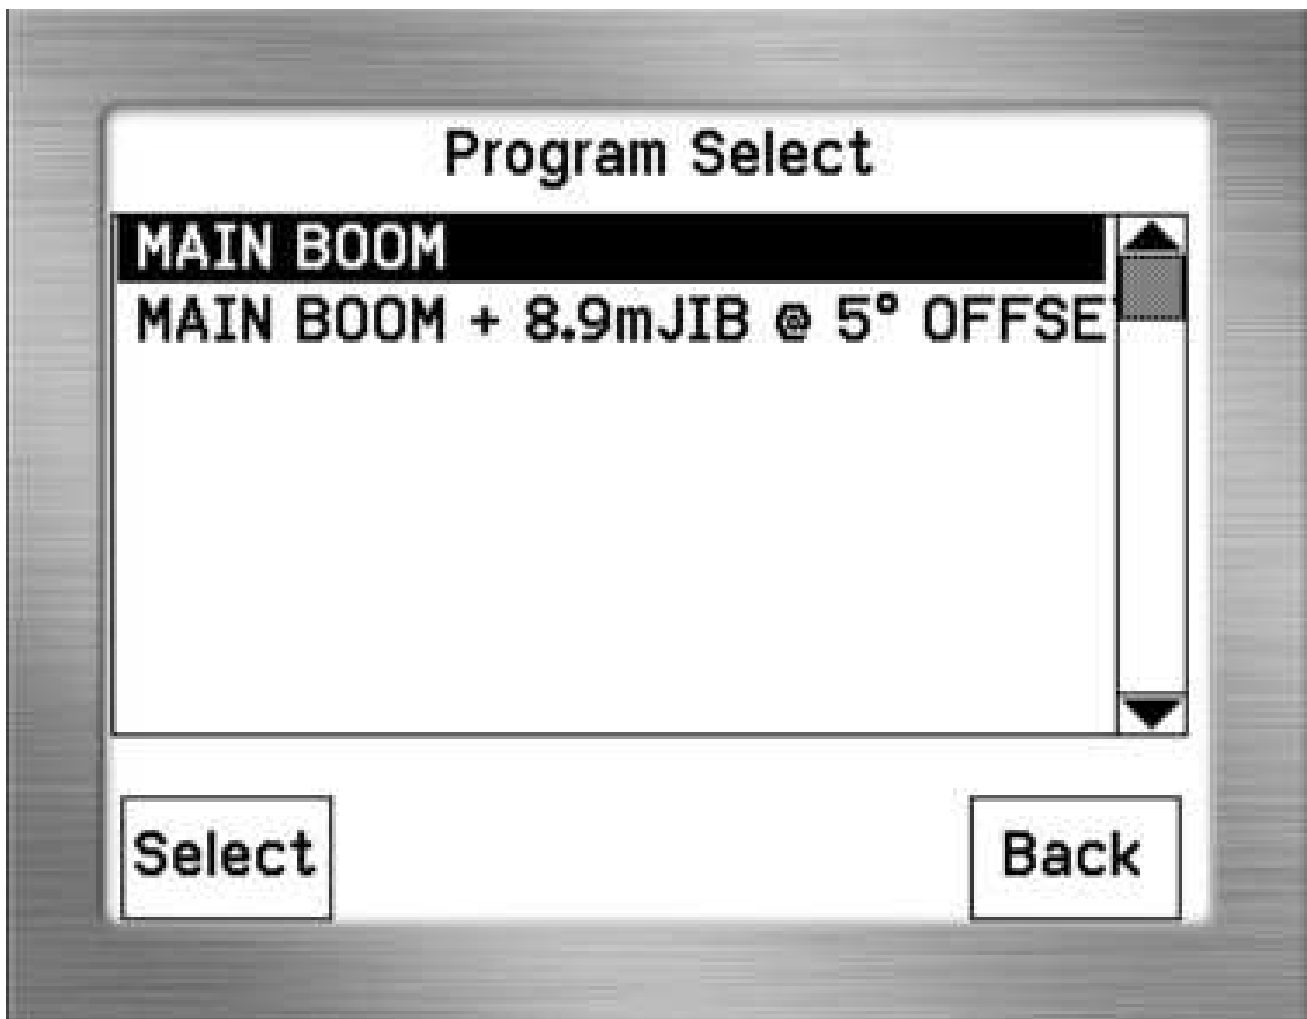 Program Select
MAIN BOOM
MAIN BOOM + 8.9mJIB @ 5° OFFSE
Select
Back